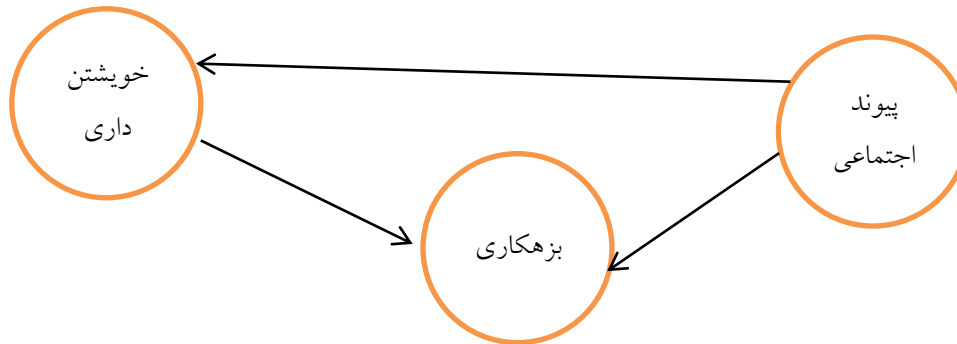 پیوند
اجتماعی
خویشتن
داری
بزهکاری